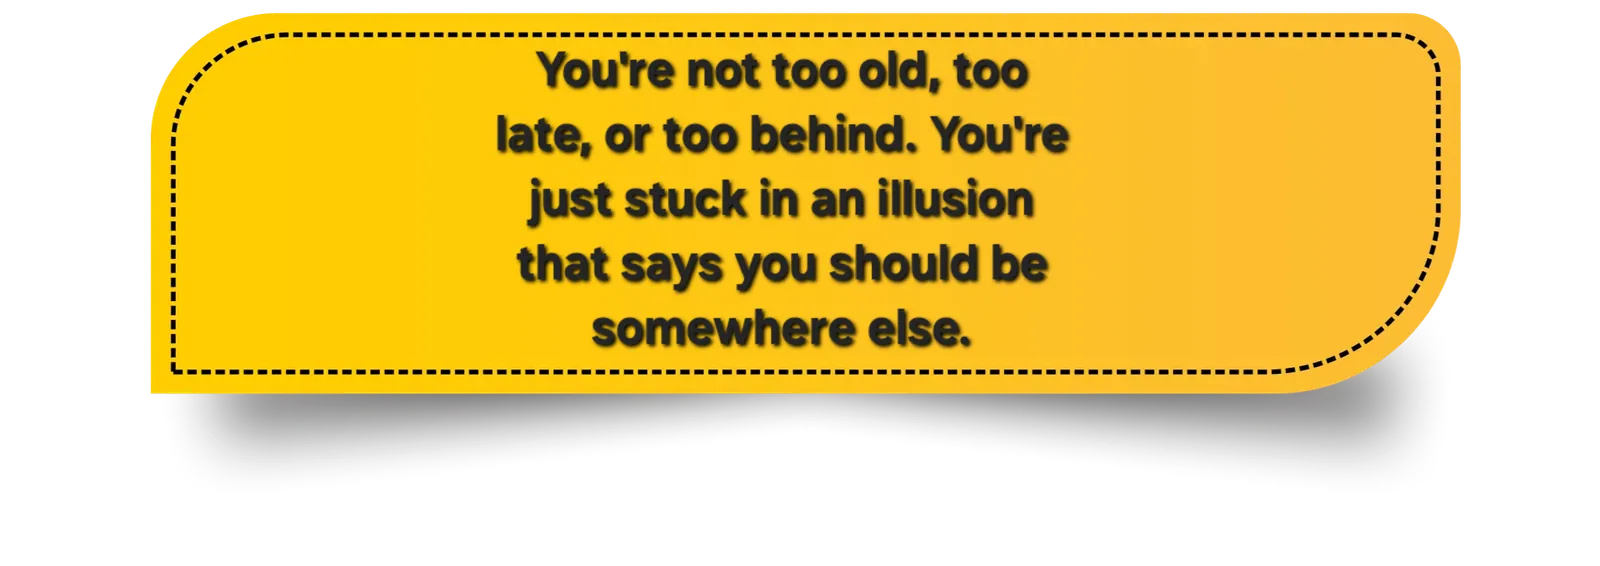 You're not too old, too
late, or too behind. You're
just stuck in an illusion
that says you should be
somewhere else.